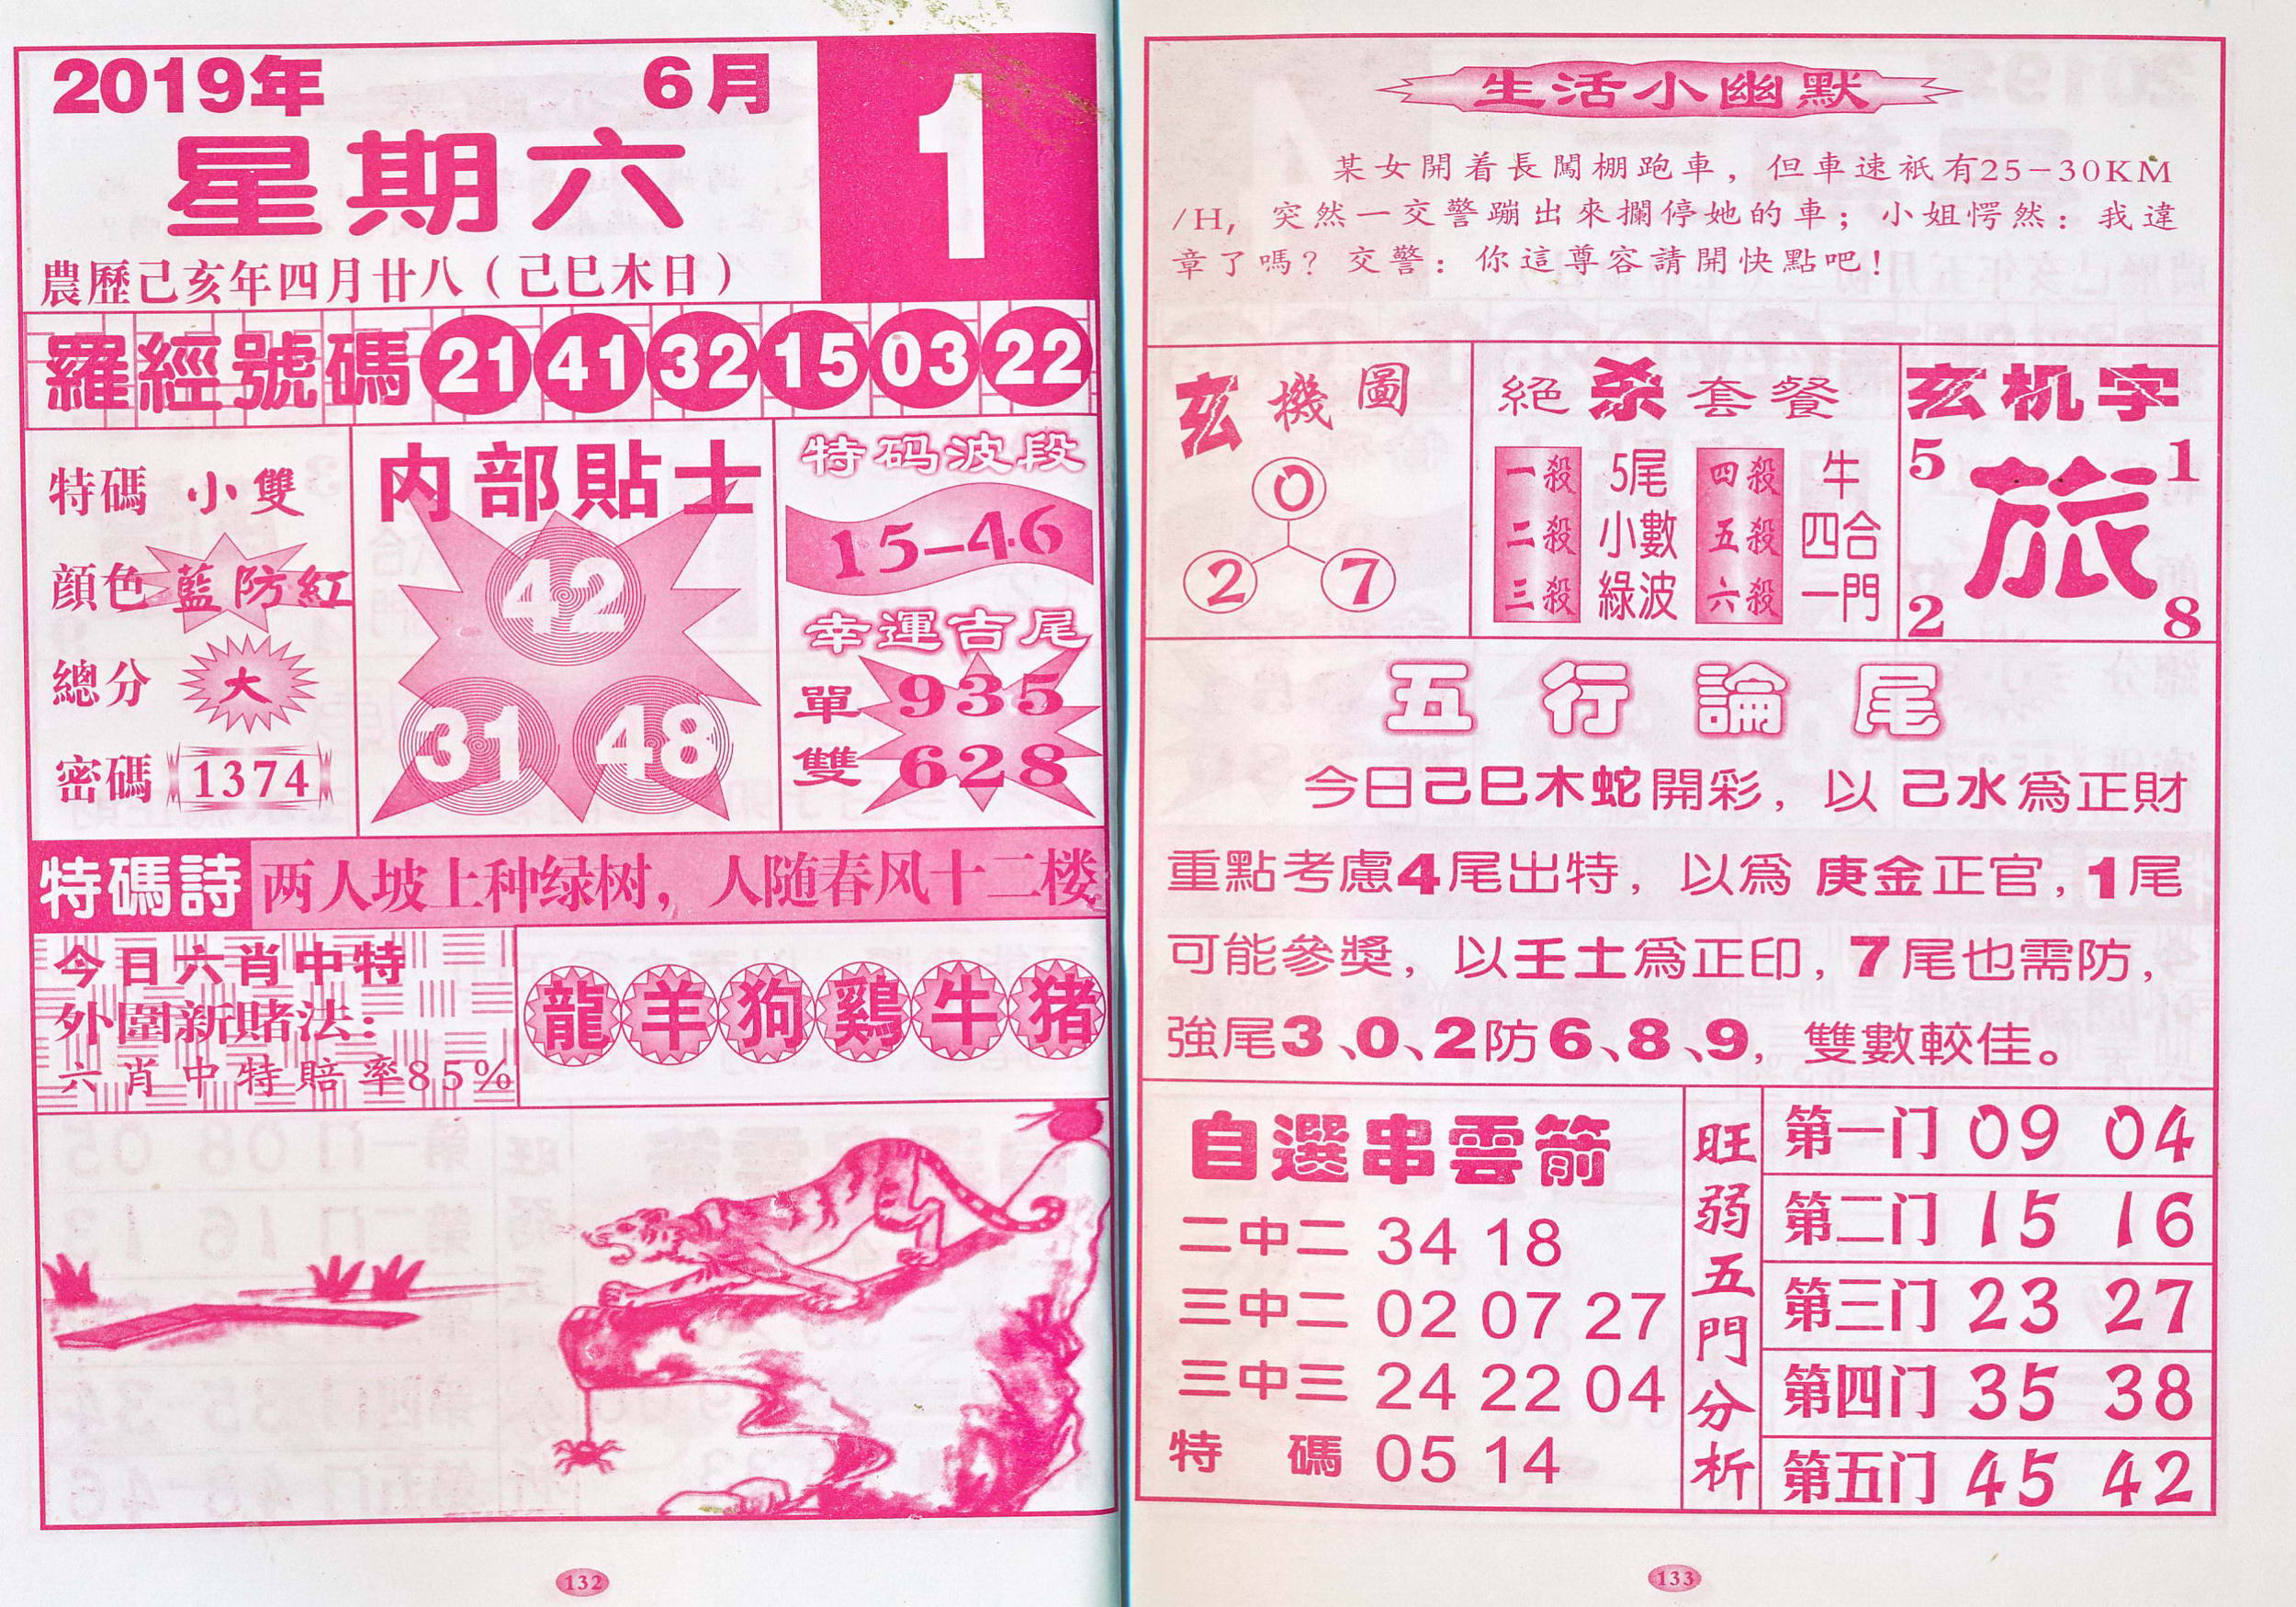 2019年 6月
1
星期六
農歷己亥年四月廿八（己巳木日）
羅經號碼 21 41 32 15 03 22
特碼 小雙
顔色 藍防紅
總分 大
密碼 1374
内部貼士
42
31 48
特码波段
15-46
幸運吉尾
單 935
雙 628
特碼詩 两人坡上种绿树，人随春风十二楼
今日六肖中特
外圍新賭法：
六肖中特賠率85%
龍 羊 狗 鷄 牛 猪
132
生活小幽默
某女開着長闖棚跑車，但車速衹有25-30KM
/H，突然一交警蹦出來攔停她的車；小姐愕然：我違
章了嗎？交警：你這尊容請開快點吧！
玄機圖
0
2 7
絕杀套餐
一殺 5尾 四殺 牛
二殺 小數 五殺 四合
三殺 綠波 六殺 一門
玄机字
5 1
旅
2 8
五行論尾
今日己巳木蛇開彩，以 己水爲正財
重點考慮4尾出特，以爲 庚金正官，1尾
可能參獎，以壬土爲正印，7尾也需防，
強尾3、0、2防6、8、9，雙數較佳。
自選串雲箭
二中二 34 18
三中二 02 07 27
三中三 24 22 04
特碼 05 14
旺弱五門分析
第一门 09 04
第二门 15 16
第三门 23 27
第四门 35 38
第五门 45 42
133